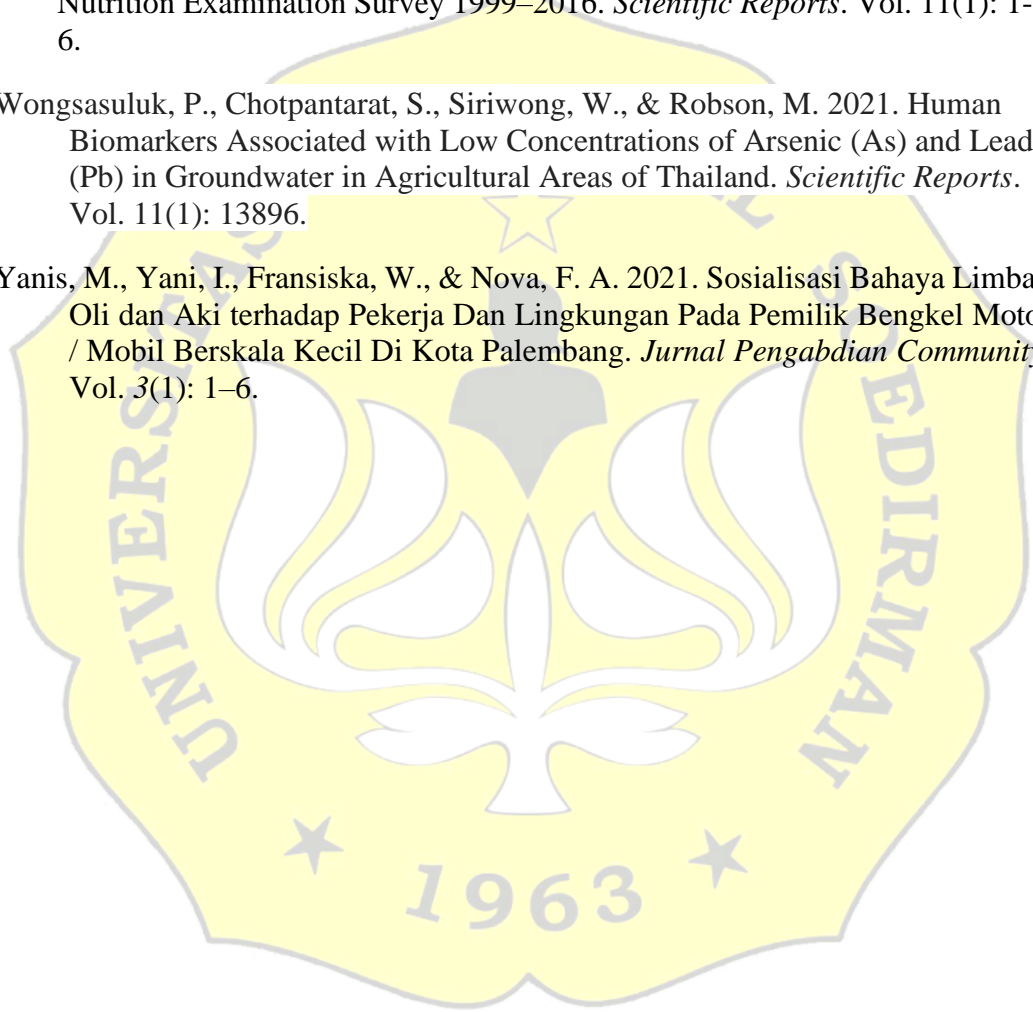 Nutrition Examination Survey 1999–2016. Scientific Reports. Vol. 11(1): 1-
6.
Wongsasuluk, P., Chotpantarat, S., Siriwong, W., & Robson, M. 2021. Human
Biomarkers Associated with Low Concentrations of Arsenic (As) and Lead
(Pb) in Groundwater in Agricultural Areas of Thailand. Scientific Reports.
Vol. 11(1): 13896.
Yanis, M., Yani, I., Fransiska, W., & Nova, F. A. 2021. Sosialisasi Bahaya Limba
Oli dan Aki terhadap Pekerja Dan Lingkungan Pada Pemilik Bengkel Moto
/ Mobil Berskala Kecil Di Kota Palembang. Jurnal Pengabdian Community
Vol. 3(1): 1–6.
UNIVERSITAS
SOEDIRMAN
1963